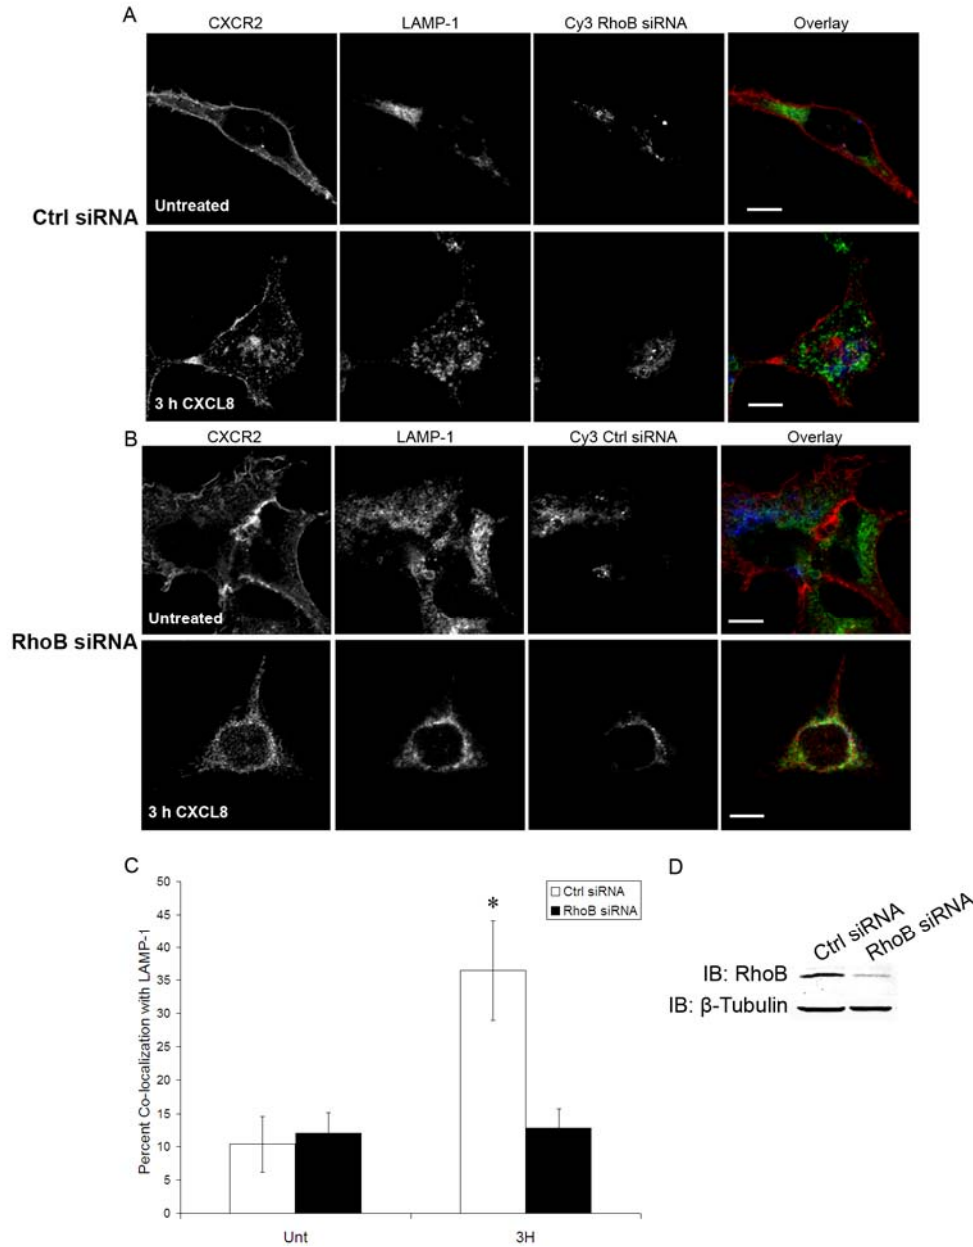 A
CXCR2 LAMP-1 Cy3 RhoB siRNA Overlay
Untreated
Ctrl siRNA
3 h CXCL8
B
CXCR2 LAMP-1 Cy3 Ctrl siRNA Overlay
Untreated
RhoB siRNA
3 h CXCL8
C
Percent Co-localization with LAMP-1
50
45
40
35
30
25
20
15
10
5
0
*
Ctrl siRNA
RhoB siRNA
Unt 3H
D
Ctrl siRNA RhoB siRNA
IB: RhoB
IB: β-Tubulin